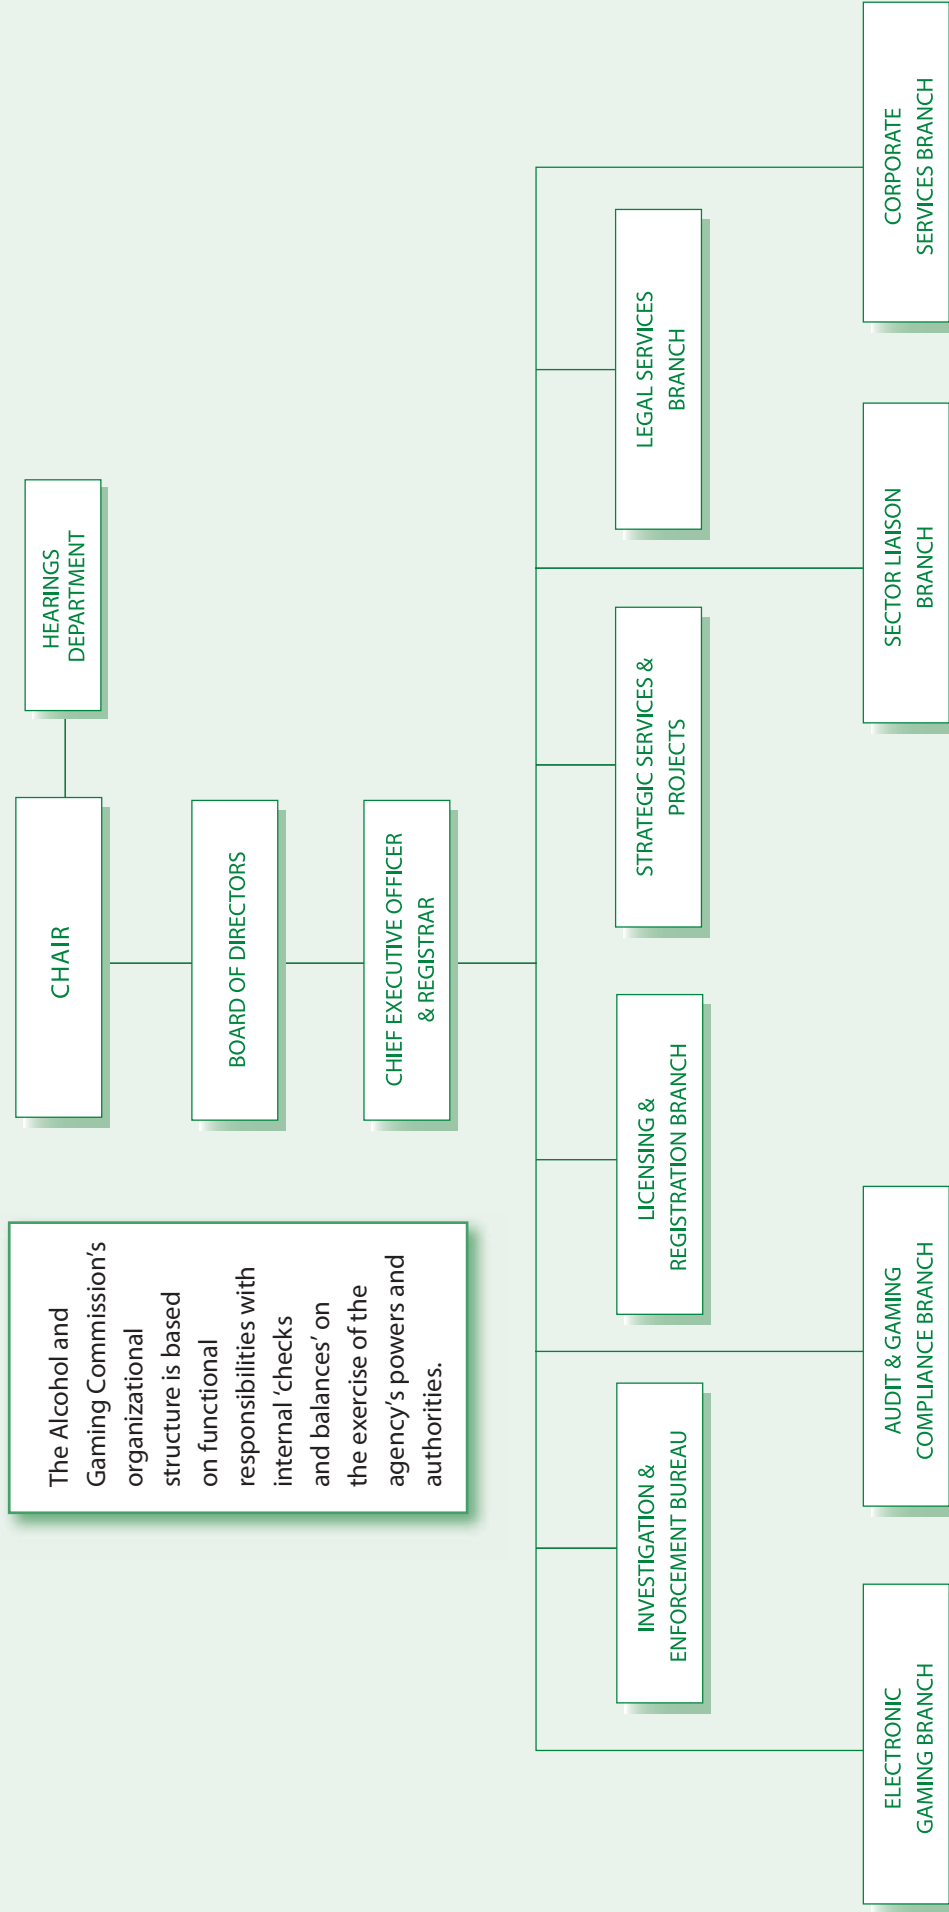 CHAIR
HEARINGS
DEPARTMENT
The Alcohol and
Gaming Commission’s
organizational
structure is based
on functional
responsibilities with
internal ‘checks
and balances’ on
the exercise of the
agency’s powers and
authorities.
BOARD OF DIRECTORS
CHIEF EXECUTIVE OFFICER
& REGISTRAR
INVESTIGATION &
ENFORCEMENT BUREAU
LICENSING &
REGISTRATION BRANCH
STRATEGIC SERVICES &
PROJECTS
LEGAL SERVICES
BRANCH
ELECTRONIC
GAMING BRANCH
AUDIT & GAMING
COMPLIANCE BRANCH
SECTOR LIAISON
BRANCH
CORPORATE
SERVICES BRANCH